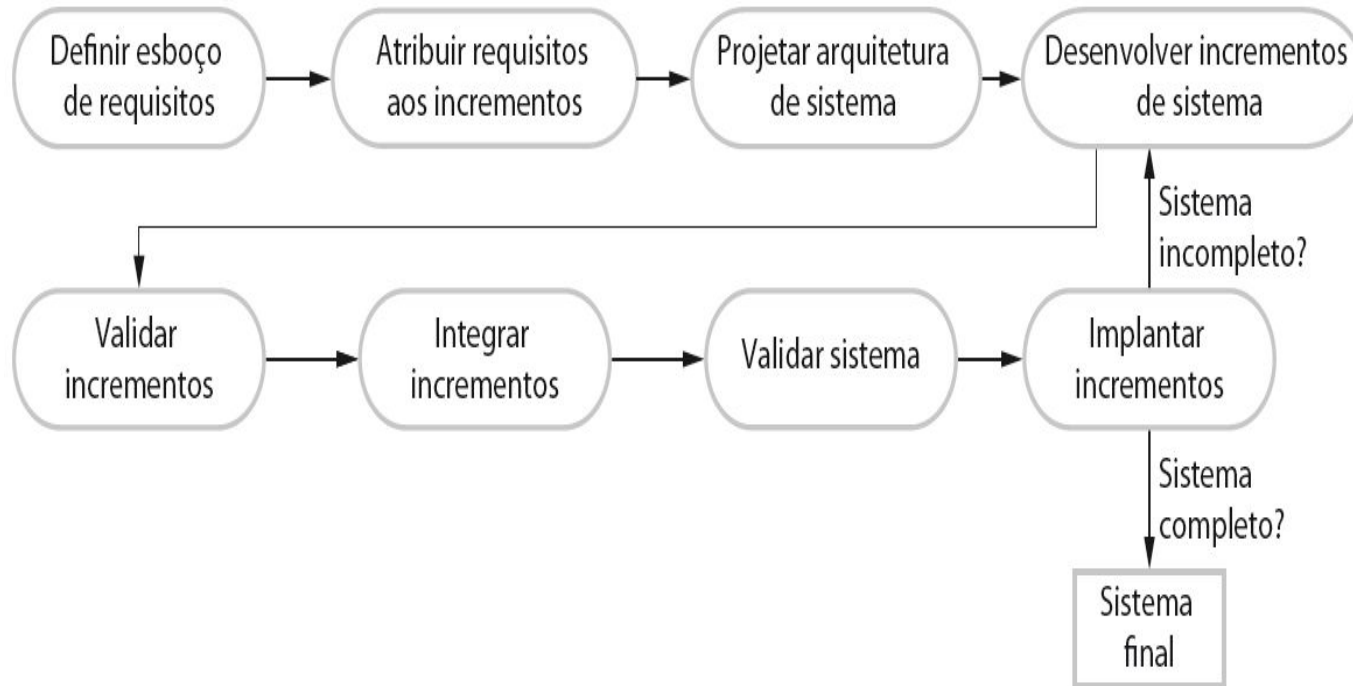 Definir esboço
de requisitos
Atribuir requisitos
aos incrementos
Projetar arquitetura
de sistema
Desenvolver incrementos
de sistema
Sistema
incompleto?
Validar
incrementos
Integrar
incrementos
Validar sistema
Implantar
incrementos
Sistema
completo?
Sistema
final